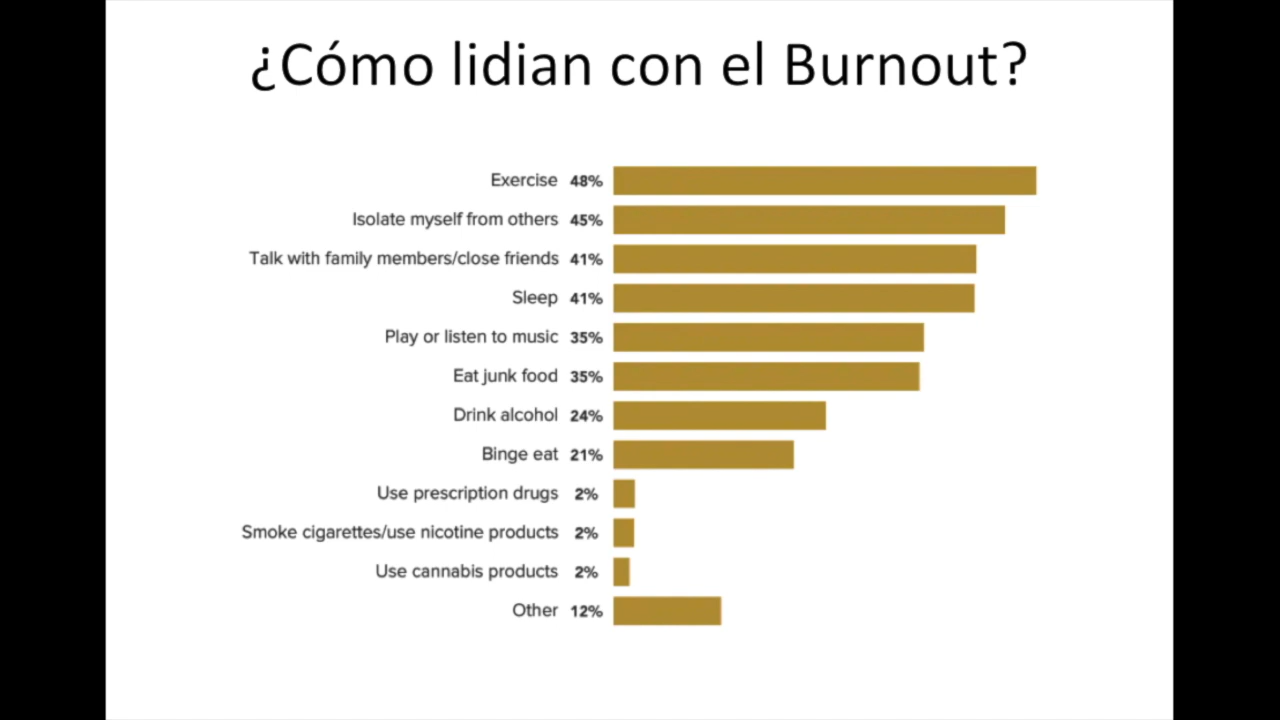 ¿Cómo lidian con el Burnout?
Exercise 48%
Isolate myself from others 45%
Talk with family members/close friends 41%
Sleep 41%
Play or listen to music 35%
Eat junk food 35%
Drink alcohol 24%
Binge eat 21%
Use prescription drugs 2%
Smoke cigarettes/use nicotine products 2%
Use cannabis products 2%
Other 12%